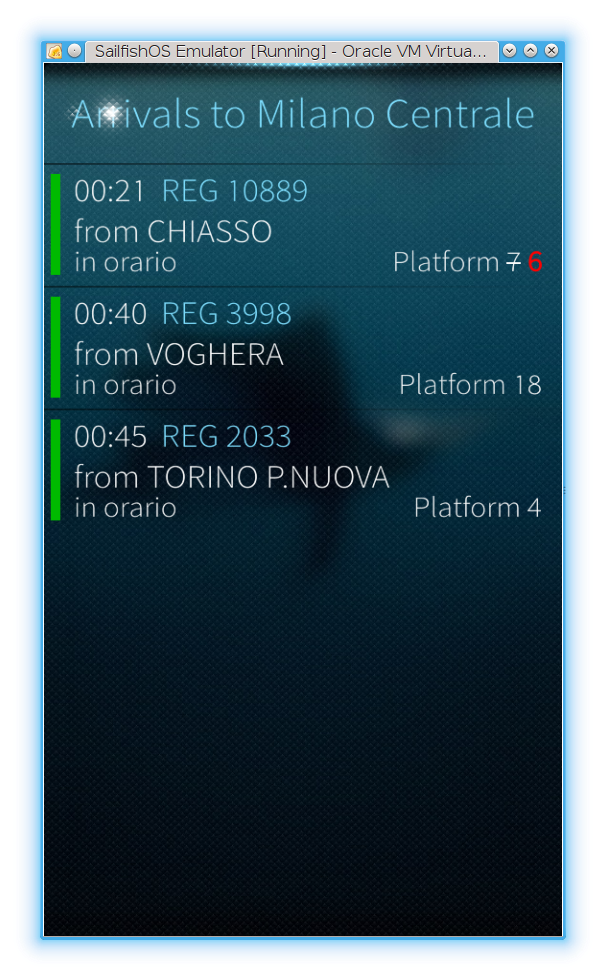 SailfishOS Emulator [Running] - Oracle VM Virtua...
Arrivals to Milano Centrale
00:21 REG 10889
from CHIASSO
in orario Platform 7 6
00:40 REG 3998
from VOGHERA
in orario Platform 18
00:45 REG 2033
from TORINO P.NUOVA
in orario Platform 4